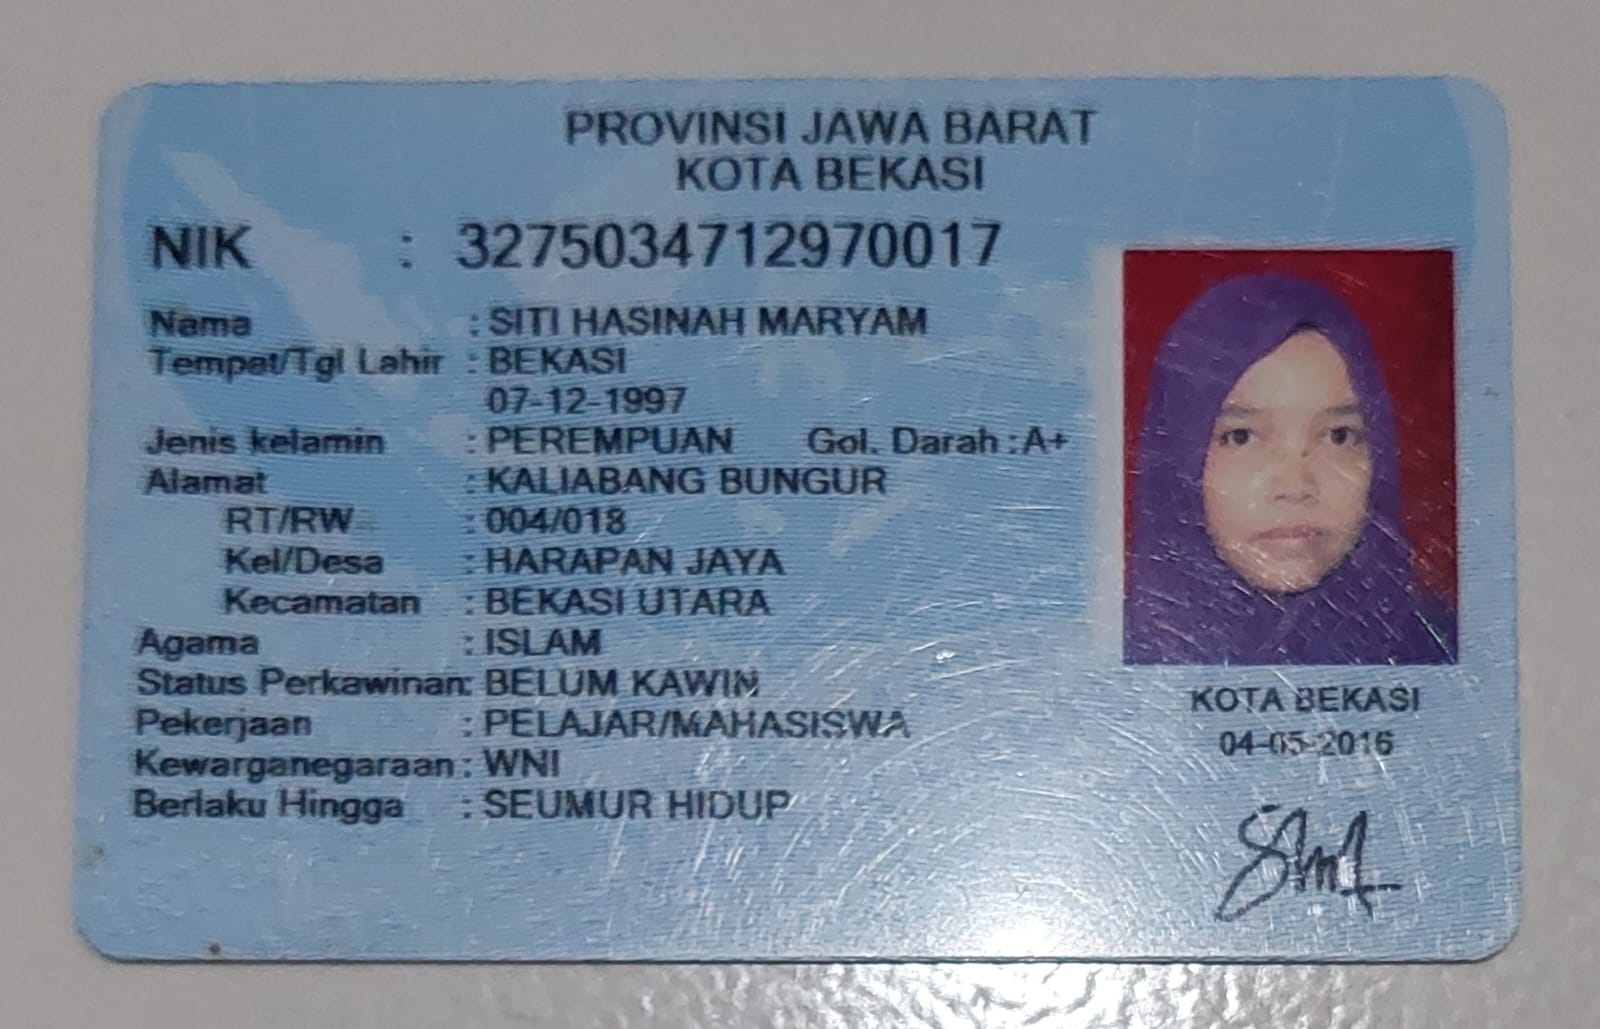 PROVINSI JAWA BARAT
KOTA BEKASI
NIK : 3275034712970017
Nama : SITI HASINAH MARYAM
Tempat/Tgl Lahir : BEKASI
07-12-1997
Jenis kelamin : PEREMPUAN Gol. Darah : A+
Alamat : KALIABANG BUNGUR
RT/RW : 004/018
Kel/Desa : HARAPAN JAYA
Kecamatan : BEKASI UTARA
Agama : ISLAM
Status Perkawinan: BELUM KAWIN
Pekerjaan : PELAJAR/MAHASISWA
Kewarganegaraan : WNI
Berlaku Hingga : SEUMUR HIDUP
KOTA BEKASI
04-05-2016